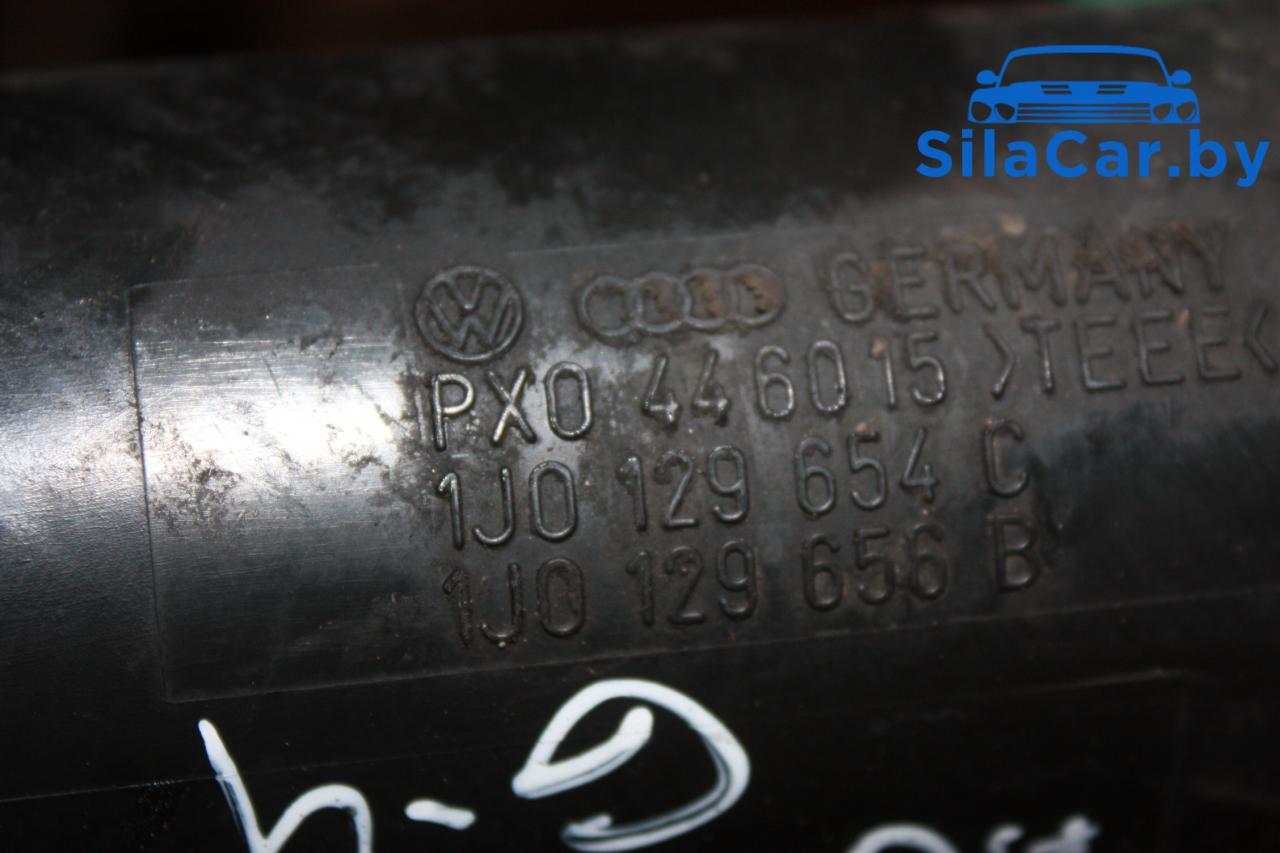 SilaCar.by
GERMANY
PX0 446015 >TEEE<
1J0 129 654 C
1J0 129 656 B